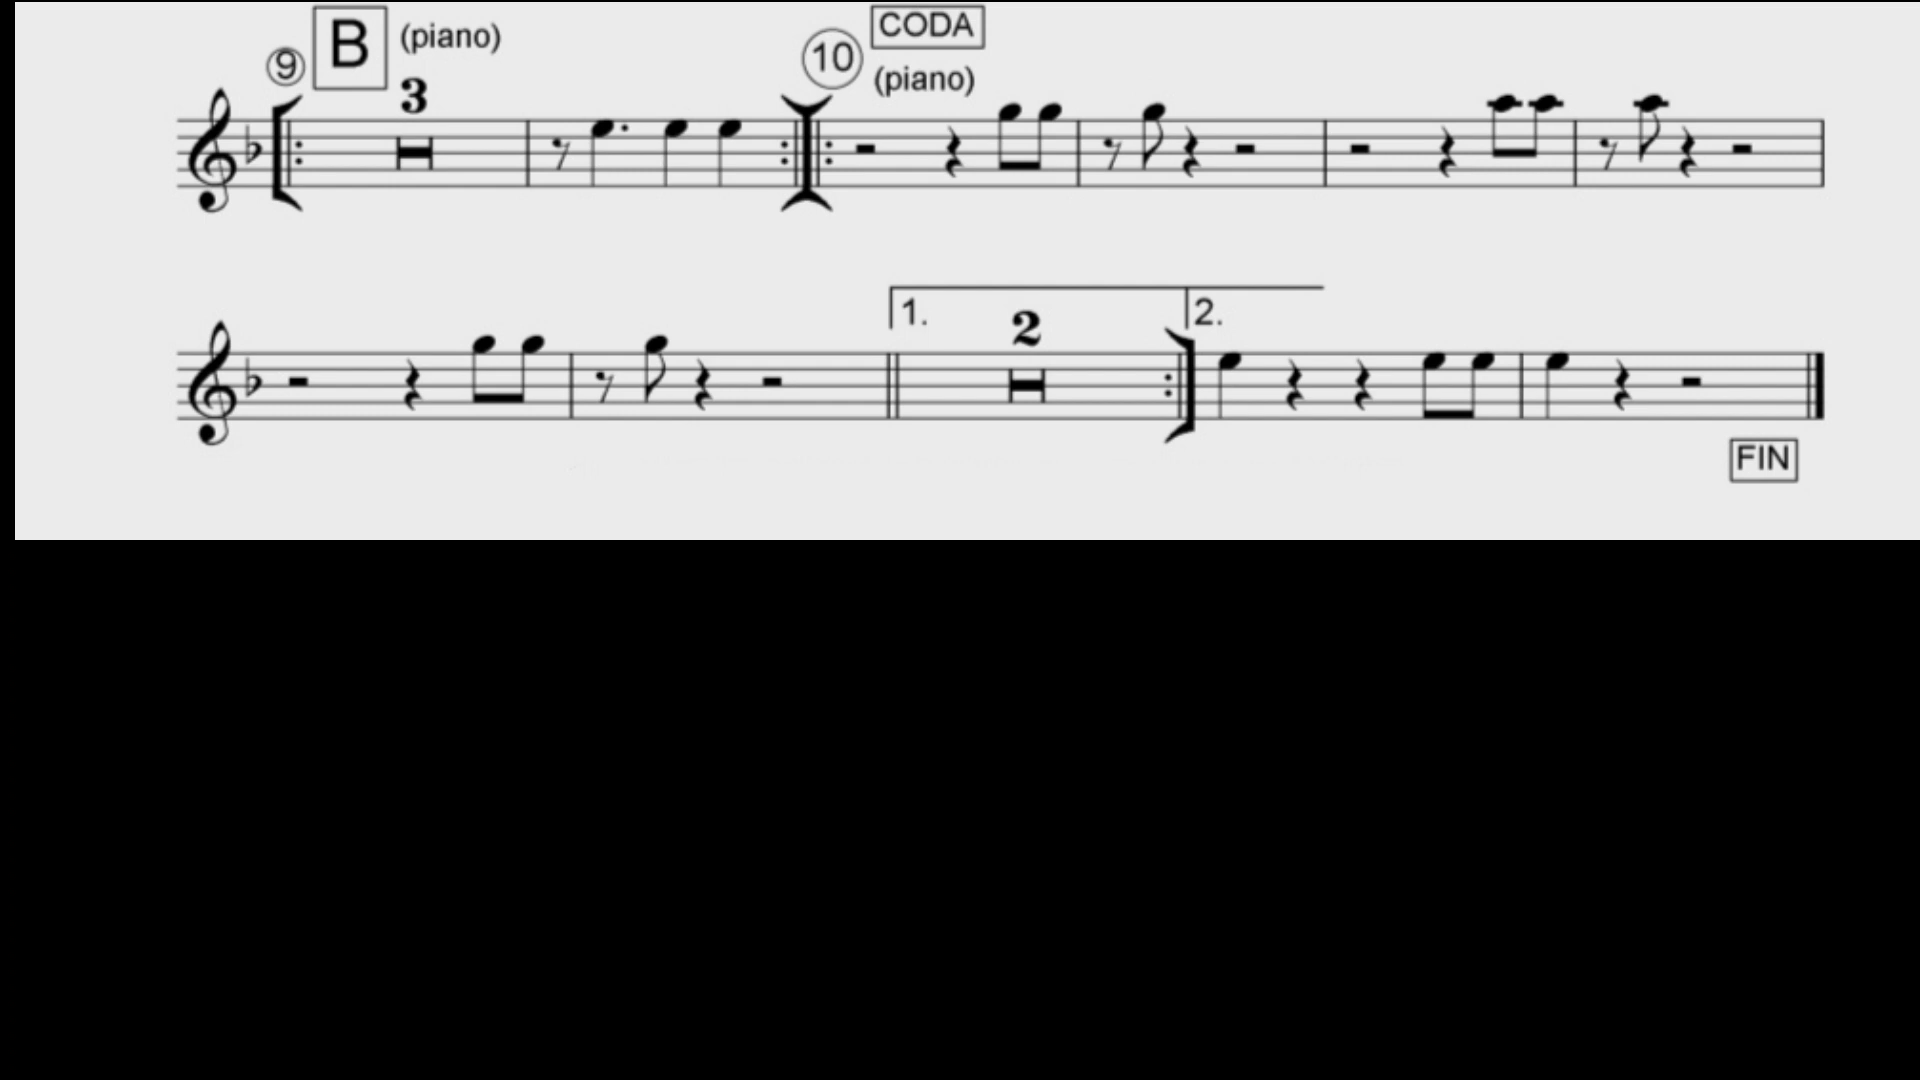 ⑨ B (piano)
3
⑩ CODA
(piano)
1. 2 2.
FIN